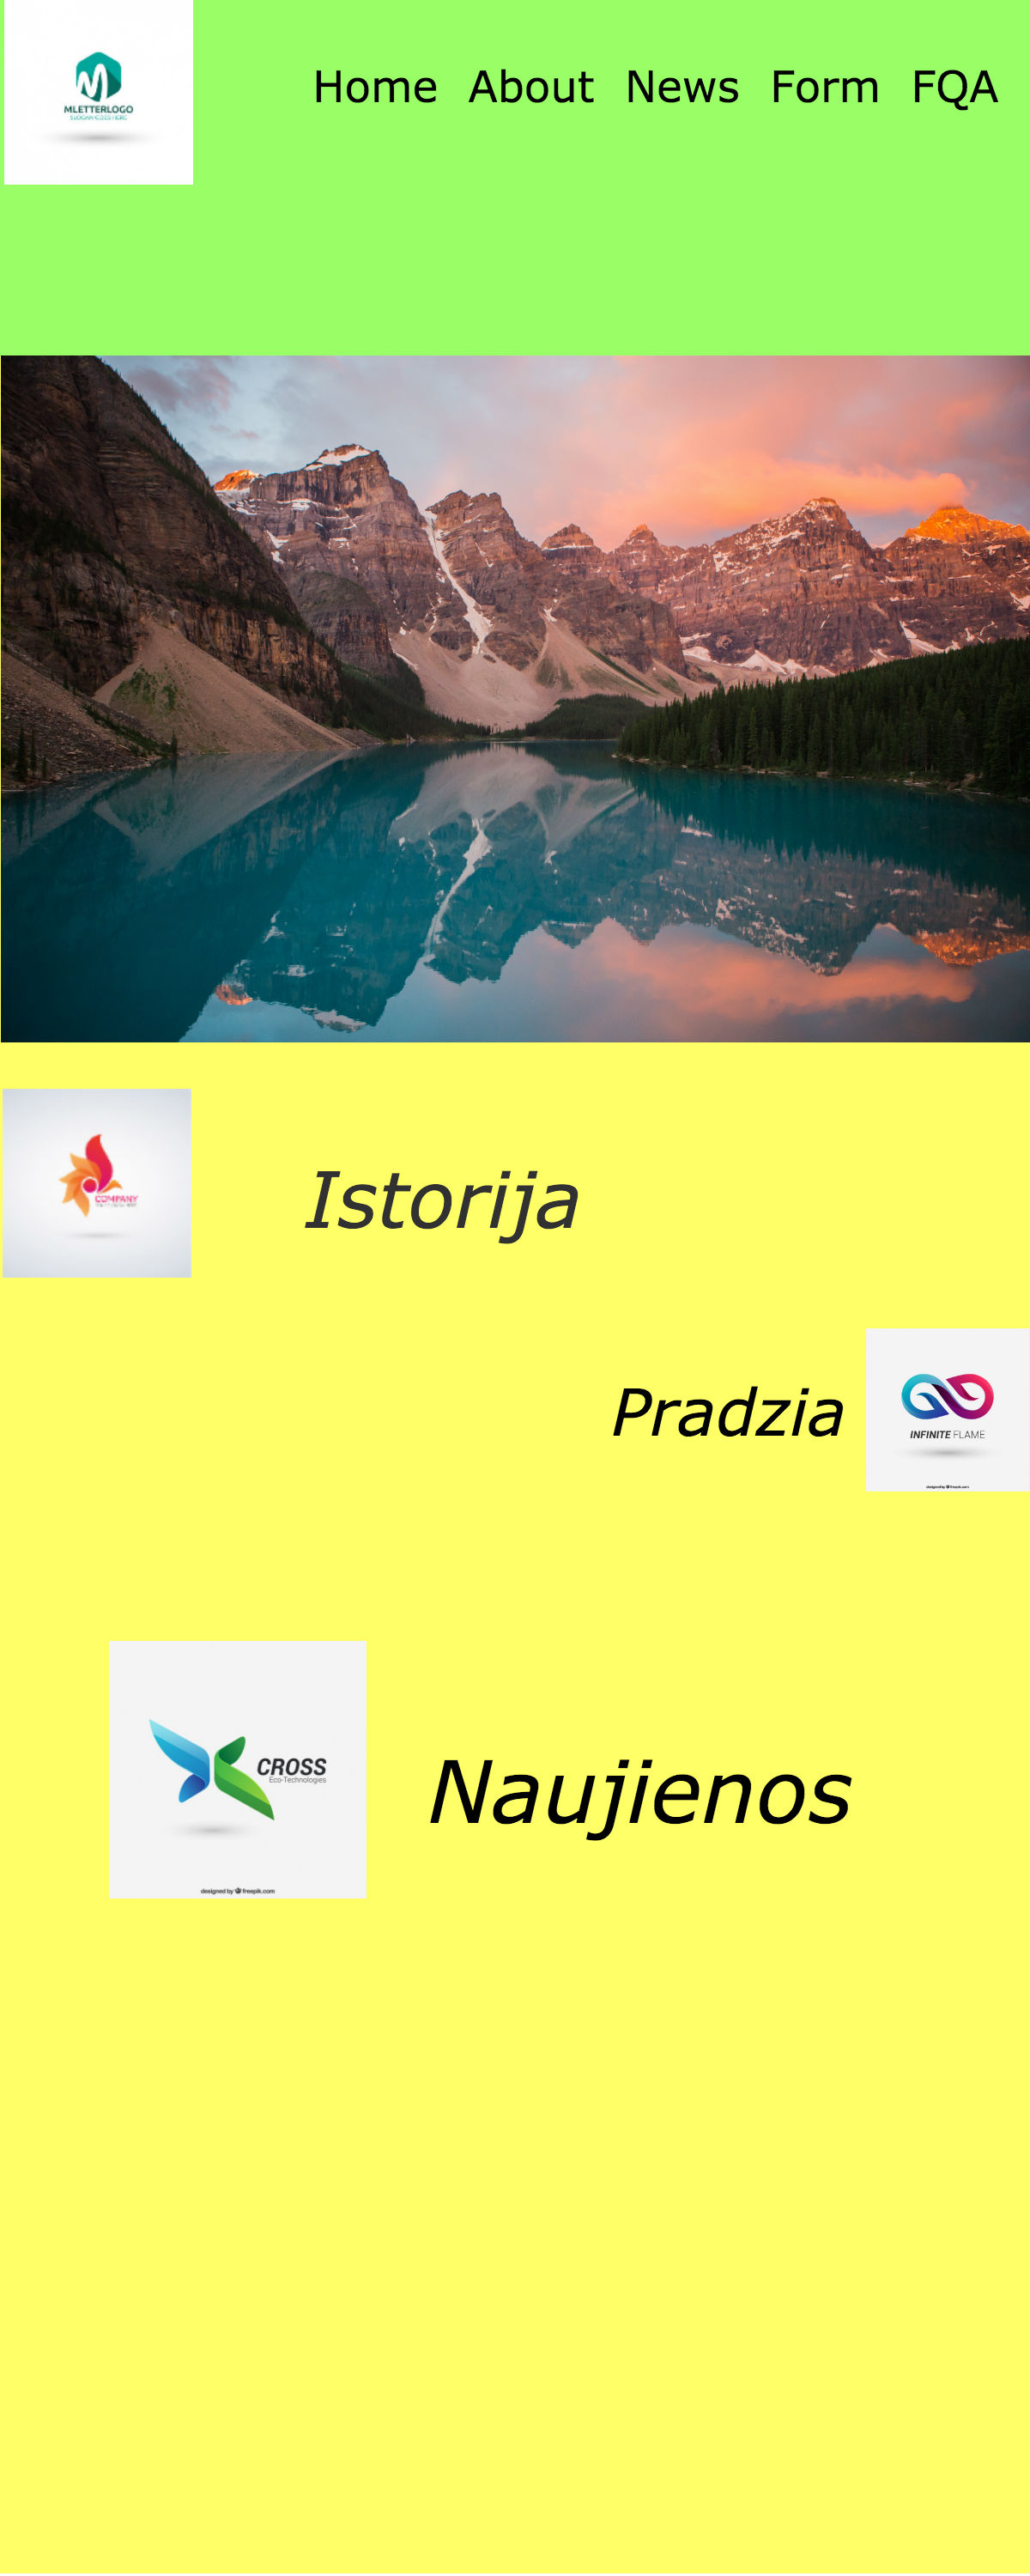 Home About News Form FQA
MLETTERLOGO
SLOGAN GOES HERE
Istorija
COMPANY
Pradzia
INFINITE FLAME
designed by freepik.com
Naujienos
CROSS
Eco-Technologies
designed by freepik.com